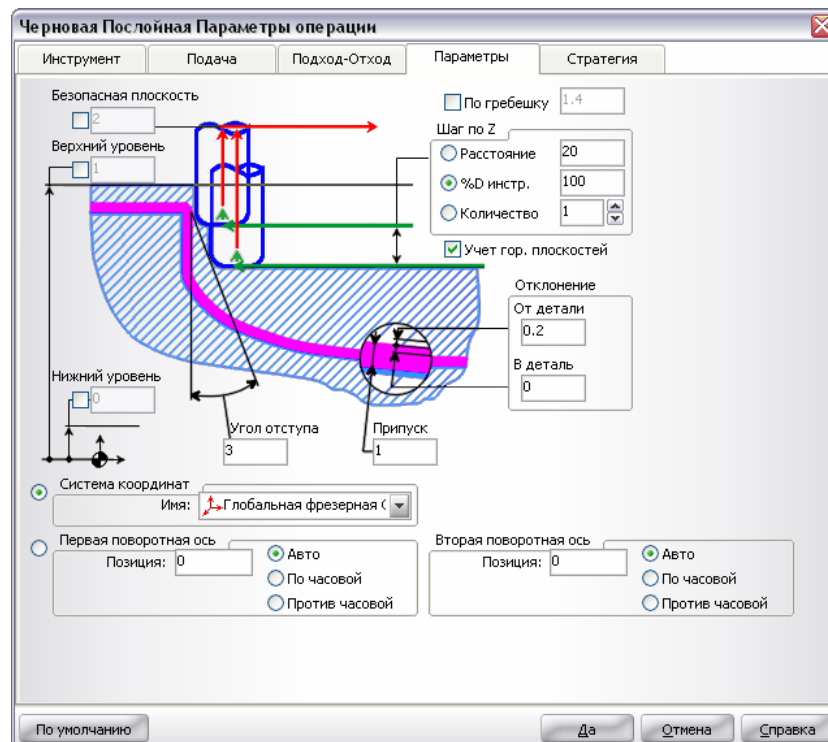 Черновая Послойная Параметры операции
Инструмент
Подача
Подход-Отход
Параметры
Стратегия
Безопасная плоскость
2
Верхний уровень
1
По гребешку
1.4
Шаг по Z
Расстояние
20
%D инстр.
100
Количество
1
Учет гор. плоскостей
Отклонение
От детали
0.2
В деталь
0
Нижний уровень
0
Угол отступа
3
Припуск
1
Система координат
Имя:
Глобальная фрезерная (
Первая поворотная ось
Позиция:
0
Авто
По часовой
Против часовой
Вторая поворотная ось
Позиция:
0
Авто
По часовой
Против часовой
По умолчанию
Да
Отмена
Справка